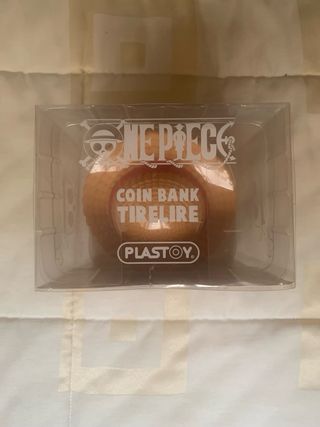 ONE PIECE
COIN BANK
TIRELIRE
PLASTOY®